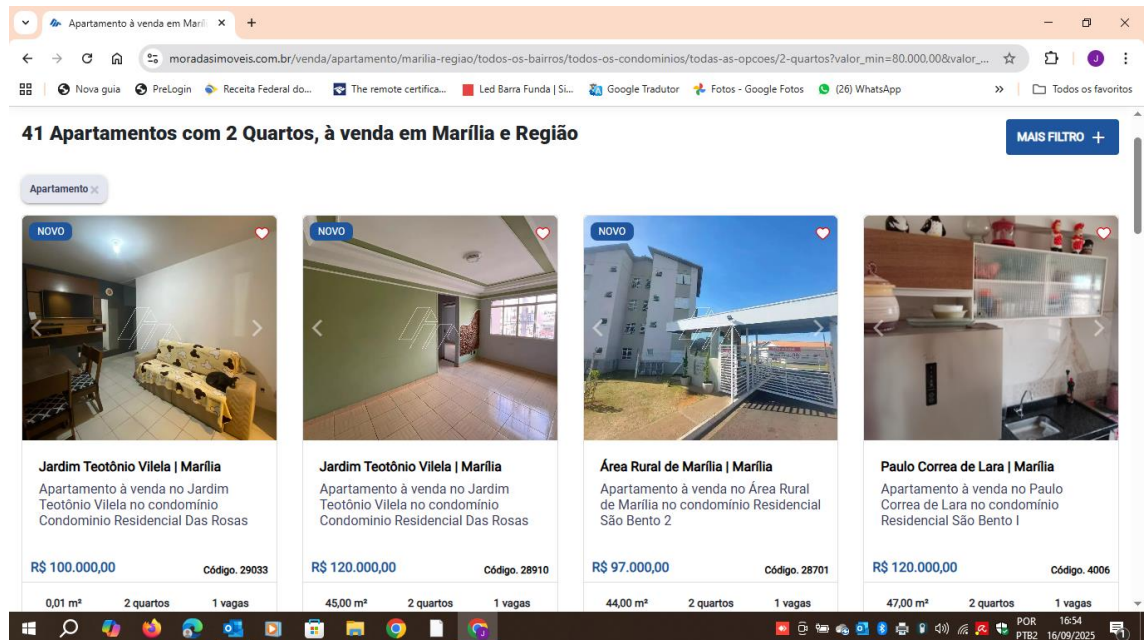 Apartamento à venda em Maríl
moradasimoveis.com.br/venda/apartamento/marilia-regiao/todos-os-bairros/todos-os-condominios/todas-as-opcoes/2-quartos?valor_min=80.000.00&valor_...
J
Nova guia
PreLogin
Receita Federal do...
The remote certifica...
Led Barra Funda | Si...
Google Tradutor
Fotos - Google Fotos
(26) WhatsApp
»
Todos os favoritos
41 Apartamentos com 2 Quartos, à venda em Marília e Região
MAIS FILTRO +
Apartamento ×
NOVO
NOVO
NOVO
Jardim Teotônio Vilela | Marília
Apartamento à venda no Jardim
Teotônio Vilela no condomínio
Condominio Residencial Das Rosas
R$ 100.000,00
Código. 29033
0,01 m² 2 quartos 1 vagas
Jardim Teotônio Vilela | Marília
Apartamento à venda no Jardim
Teotônio Vilela no condomínio
Condominio Residencial Das Rosas
R$ 120.000,00
Código. 28910
45,00 m² 2 quartos 1 vagas
Área Rural de Marília | Marília
Apartamento à venda no Área Rural
de Marília no condomínio Residencial
São Bento 2
R$ 97.000,00
Código. 28701
44,00 m² 2 quartos 1 vagas
Paulo Correa de Lara | Marília
Apartamento à venda no Paulo
Correa de Lara no condomínio
Residencial São Bento I
R$ 120.000,00
Código. 4006
47,00 m² 2 quartos 1 vagas
POR
PTB2
16:54
16/09/2025